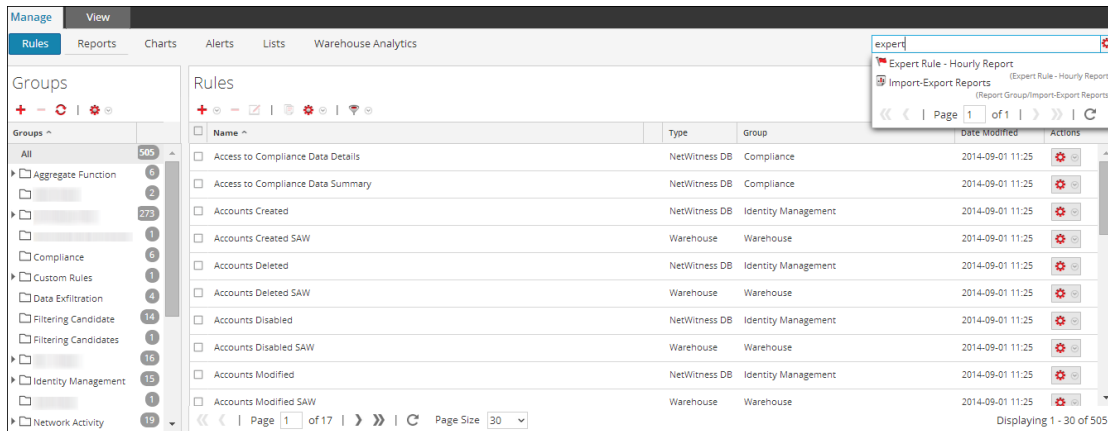 Manage View
Rules Reports Charts Alerts Lists Warehouse Analytics
expert
Expert Rule - Hourly Report
(Expert Rule - Hourly Report
Import-Export Reports
(Report Group/Import-Export Reports
Page 1 of 1
Groups
Groups
All 505
Aggregate Function 6
2
273
1
Compliance 6
Custom Rules 1
Data Exfiltration 4
Filtering Candidate 14
Filtering Candidates 1
16
Identity Management 15
1
Network Activity 19
Rules
Name Type Group Date Modified Actions
Access to Compliance Data Details NetWitness DB Compliance 2014-09-01 11:25
Access to Compliance Data Summary NetWitness DB Compliance 2014-09-01 11:25
Accounts Created NetWitness DB Identity Management 2014-09-01 11:25
Accounts Created SAW Warehouse Warehouse 2014-09-01 11:25
Accounts Deleted NetWitness DB Identity Management 2014-09-01 11:25
Accounts Deleted SAW Warehouse Warehouse 2014-09-01 11:25
Accounts Disabled NetWitness DB Identity Management 2014-09-01 11:25
Accounts Disabled SAW Warehouse Warehouse 2014-09-01 11:25
Accounts Modified NetWitness DB Identity Management 2014-09-01 11:25
Accounts Modified SAW Warehouse Warehouse 2014-09-01 11:25
Page 1 of 17 Page Size 30 Displaying 1 - 30 of 505